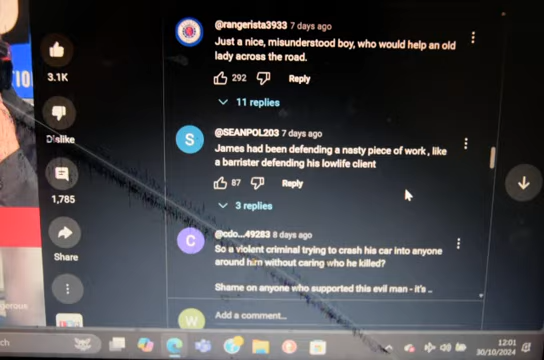 @rangerista3933 7 days ago
Just a nice, misunderstood boy, who would help an old
lady across the road.
292 Reply
11 replies
3.1K
Dislike
@SEANPOL203 7 days ago
James had been defending a nasty piece of work, like
a barrister defending his lowlife client
87 Reply
3 replies
1,785
Share
S
C
@cdo...49283 8 days ago
So a violent criminal trying to crash his car into anyone
around him without caring who he killed?
Shame on anyone who supported this evil man - it's ..
W
Add a comment...
12:01
30/10/2024